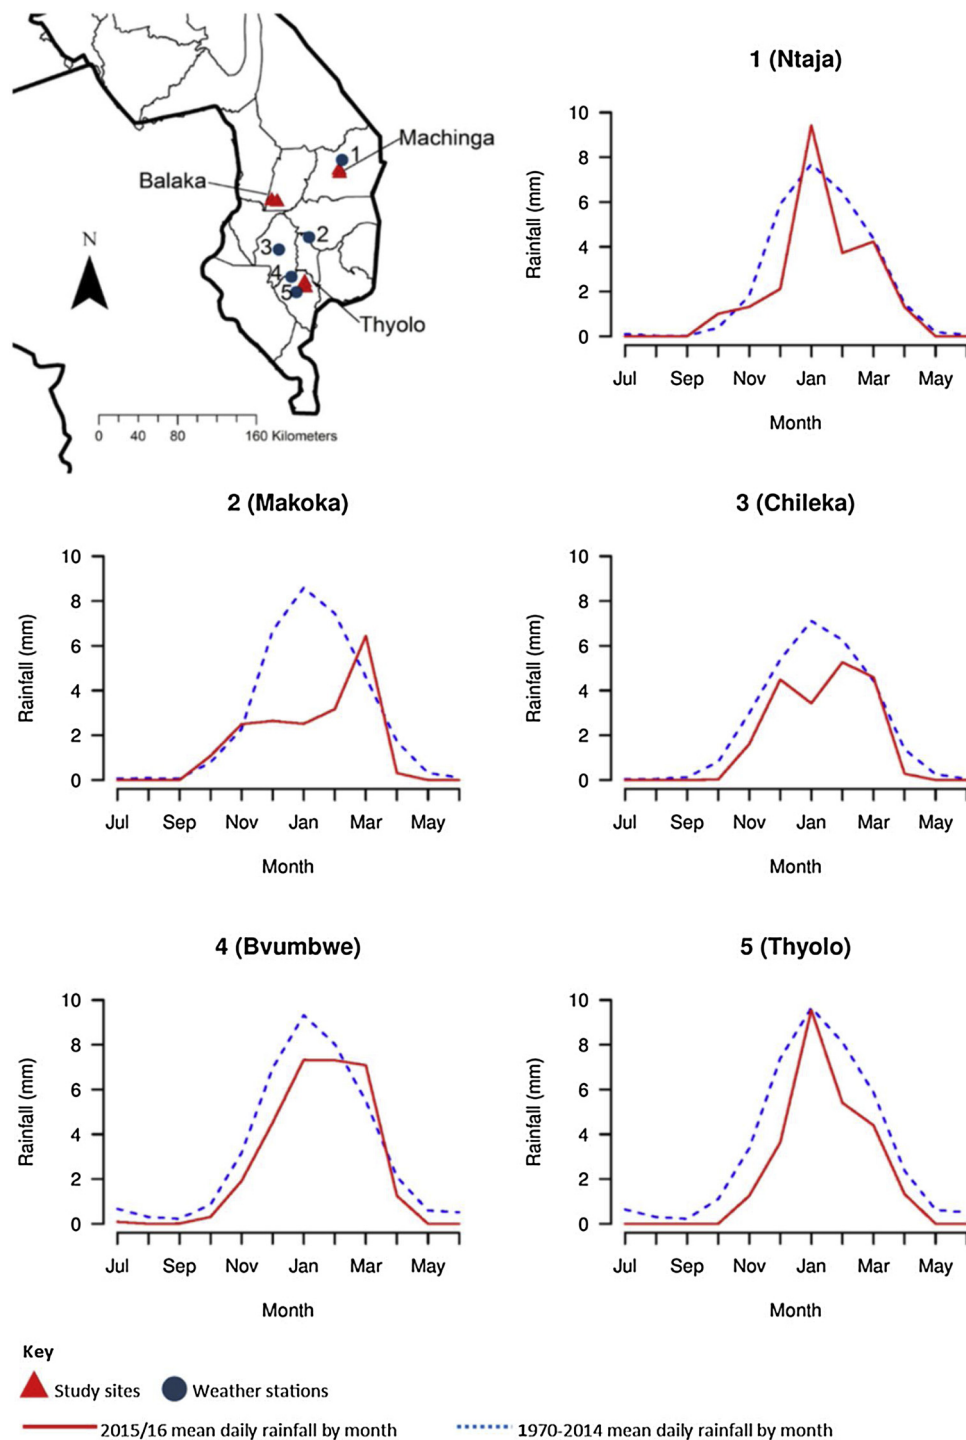 1 (Ntaja)
Machinga
Balaka
Thyolo
N
1
2
3
4
5
0 40 80 160 Kilometers
10
8
6
4
2
0
Rainfall (mm)
Jul Sep Nov Jan Mar May
Month
2 (Makoka)
10
8
6
4
2
0
Rainfall (mm)
Jul Sep Nov Jan Mar May
Month
3 (Chileka)
10
8
6
4
2
0
Rainfall (mm)
Jul Sep Nov Jan Mar May
Month
4 (Bvumbwe)
10
8
6
4
2
0
Rainfall (mm)
Jul Sep Nov Jan Mar May
Month
5 (Thyolo)
10
8
6
4
2
0
Rainfall (mm)
Jul Sep Nov Jan Mar May
Month
Key
Study sites Weather stations
2015/16 mean daily rainfall by month 1970-2014 mean daily rainfall by month